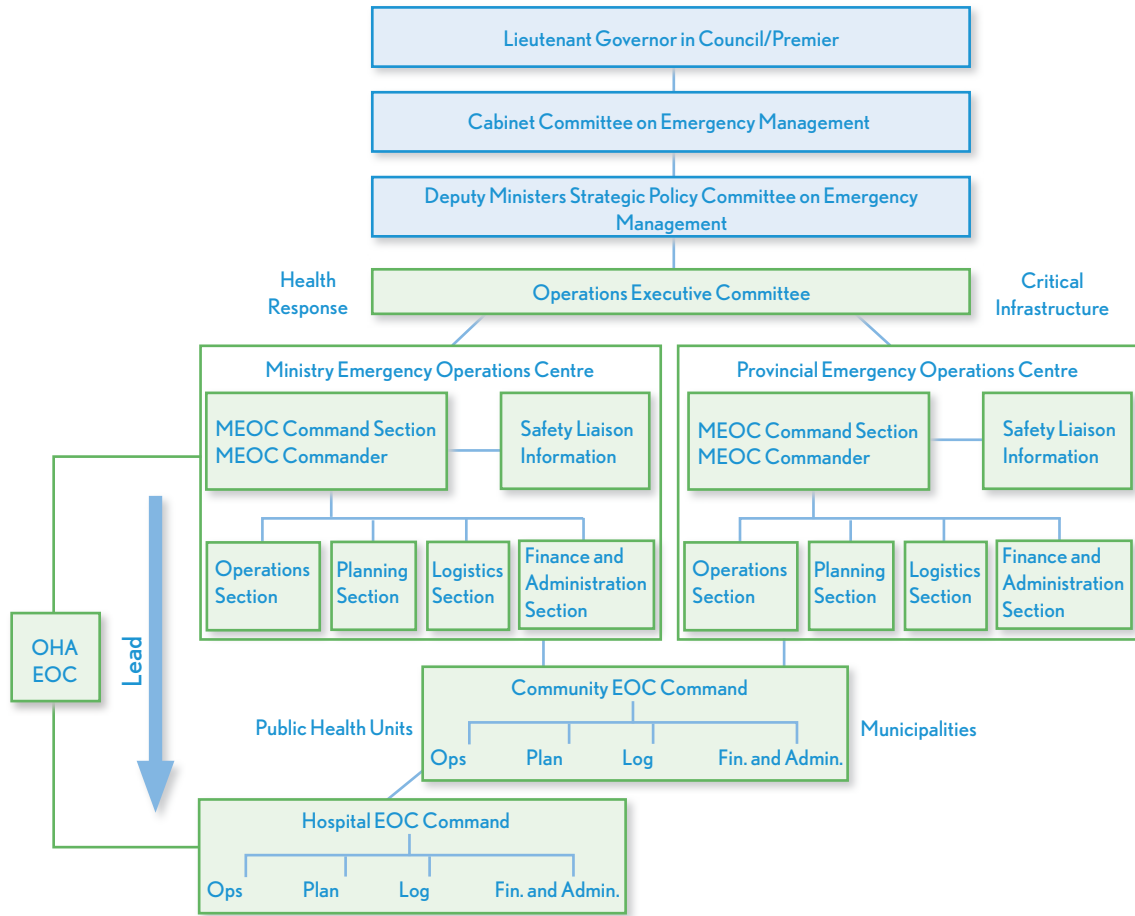 Lieutenant Governor in Council/Premier
Cabinet Committee on Emergency Management
Deputy Ministers Strategic Policy Committee on Emergency
Management
Health
Response
Operations Executive Committee
Critical
Infrastructure
Ministry Emergency Operations Centre
MEOC Command Section
MEOC Commander
Safety Liaison
Information
Operations
Section
Planning
Section
Logistics
Section
Finance and
Administration
Section
Provincial Emergency Operations Centre
MEOC Command Section
MEOC Commander
Safety Liaison
Information
Operations
Section
Planning
Section
Logistics
Section
Finance and
Administration
Section
OHA
EOC
Lead
Public Health Units
Community EOC Command
Ops
Plan
Log
Fin. and Admin.
Municipalities
Hospital EOC Command
Ops
Plan
Log
Fin. and Admin.